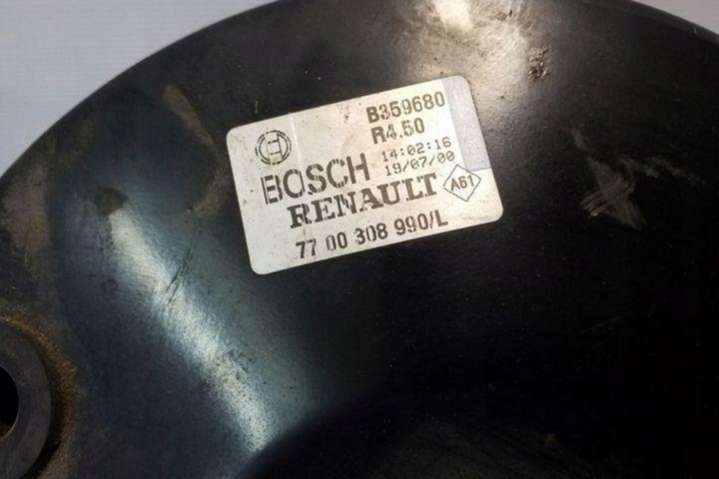 B359680
R4.50
14:02:16
19/07/00
BOSCH
RENAULT
A61
77 00 308 990/L